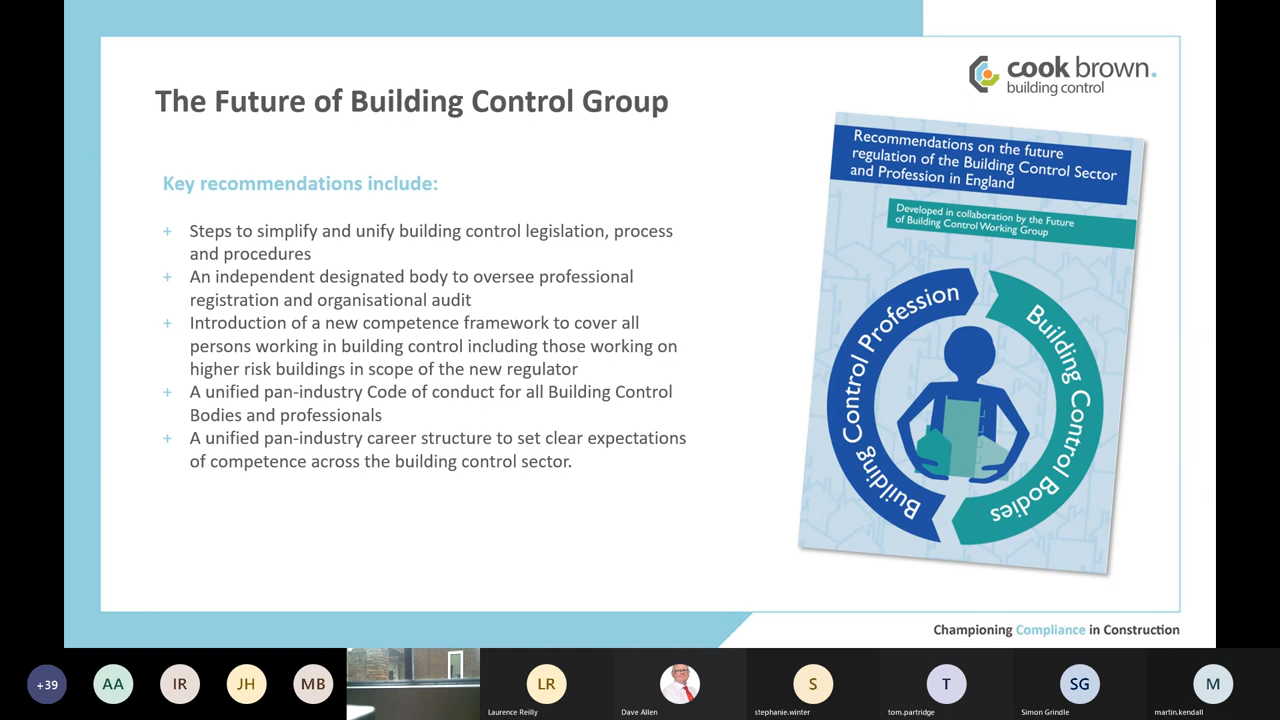 cook brown.
building control
The Future of Building Control Group
Key recommendations include:
+ Steps to simplify and unify building control legislation, process
and procedures
+ An independent designated body to oversee professional
registration and organisational audit
+ Introduction of a new competence framework to cover all
persons working in building control including those working on
higher risk buildings in scope of the new regulator
+ A unified pan-industry Code of conduct for all Building Control
Bodies and professionals
+ A unified pan-industry career structure to set clear expectations
of competence across the building control sector.
Recommendations on the future
regulation of the Building Control Sector
and Profession in England
Developed in collaboration by the Future
of Building Control Working Group
Building Control Profession
Building Control Bodies
Championing Compliance in Construction
+39
AA
IR
JH
MB
LR
S
T
SG
M
Laurence Reilly
Dave Allen
stephanie.winter
tom.partridge
Simon Grindle
martin.kendall